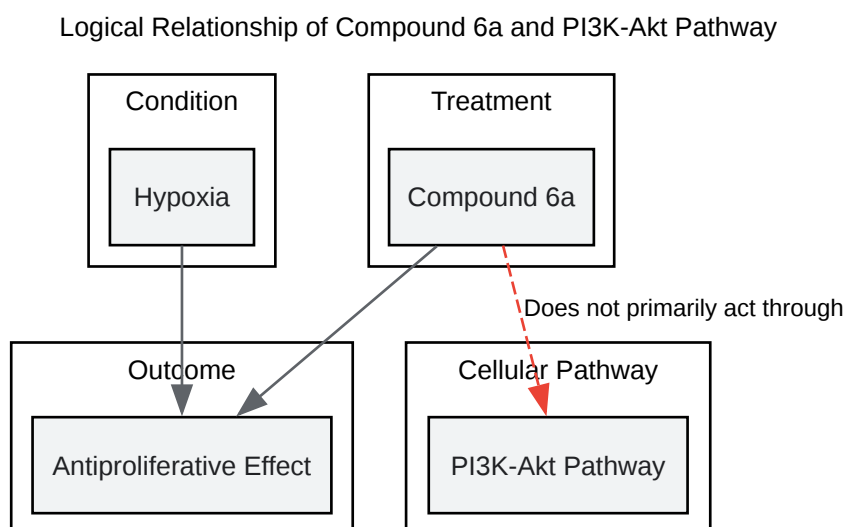 Logical Relationship of Compound 6a and PI3K-Akt Pathway
Condition
Treatment
Hypoxia
Compound 6a
Does not primarily act through
Outcome
Cellular Pathway
Antiproliferative Effect
PI3K-Akt Pathway